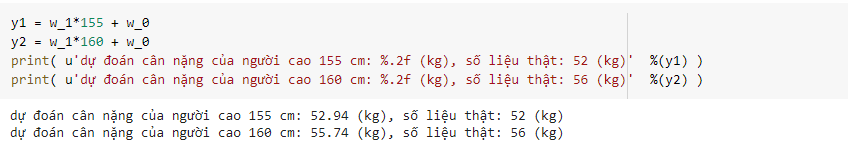 y1 = w_1*155 + w_0
y2 = w_1*160 + w_0
print( u'dự đoán cân nặng của người cao 155 cm: %.2f (kg), số liệu thật: 52 (kg)'  %(y1) )
print( u'dự đoán cân nặng của người cao 160 cm: %.2f (kg), số liệu thật: 56 (kg)'  %(y2) )
dự đoán cân nặng của người cao 155 cm: 52.94 (kg), số liệu thật: 52 (kg)
dự đoán cân nặng của người cao 160 cm: 55.74 (kg), số liệu thật: 56 (kg)